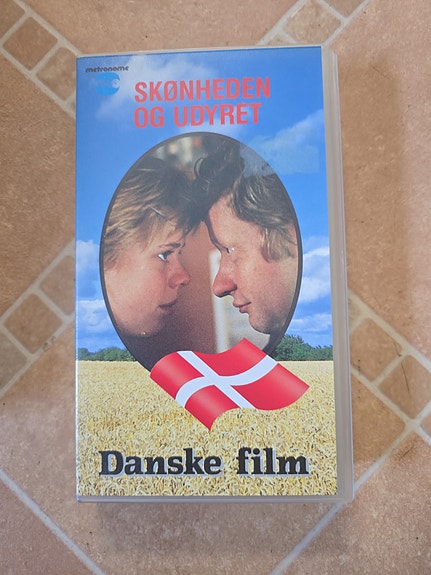 metronome
SKØNHEDEN
OG UDYRET
Danske film